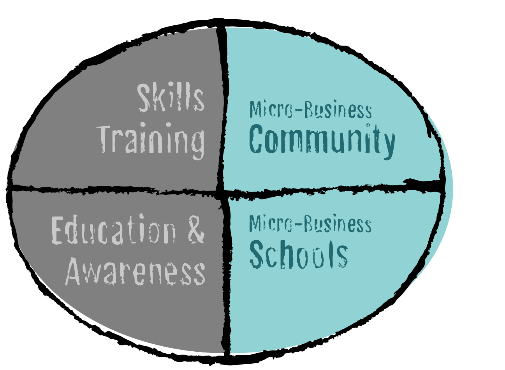 Skills
Training
Micro-Business
Community
Education &
Awareness
Micro-Business
Schools